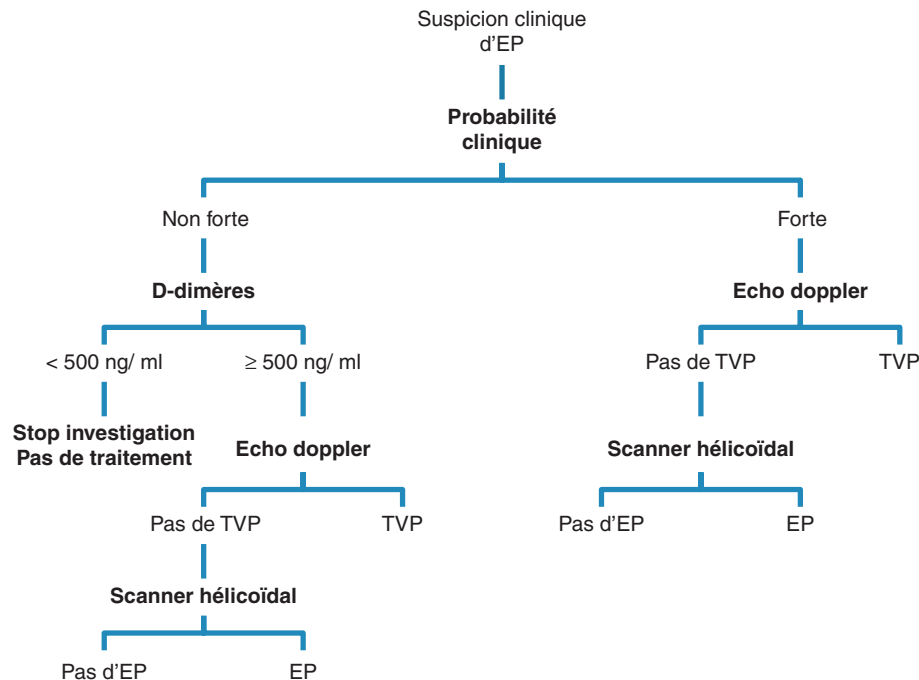 Suspicion clinique
d’EP
Probabilité
clinique
Non forte
Forte
D-dimères
Echo doppler
< 500 ng/ ml
≥ 500 ng/ ml
Pas de TVP
TVP
Stop investigation
Pas de traitement
Echo doppler
Scanner hélicoïdal
Pas de TVP
TVP
Pas d’EP
EP
Scanner hélicoïdal
Pas d’EP
EP